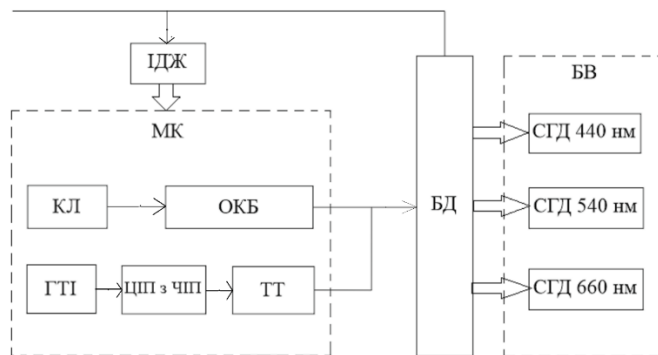 ІДЖ
БВ
МК
СГД 440 нм
КЛ
ОКБ
БД
СГД 540 нм
ГТІ
ЦІП з ЧІП
ТТ
СГД 660 нм